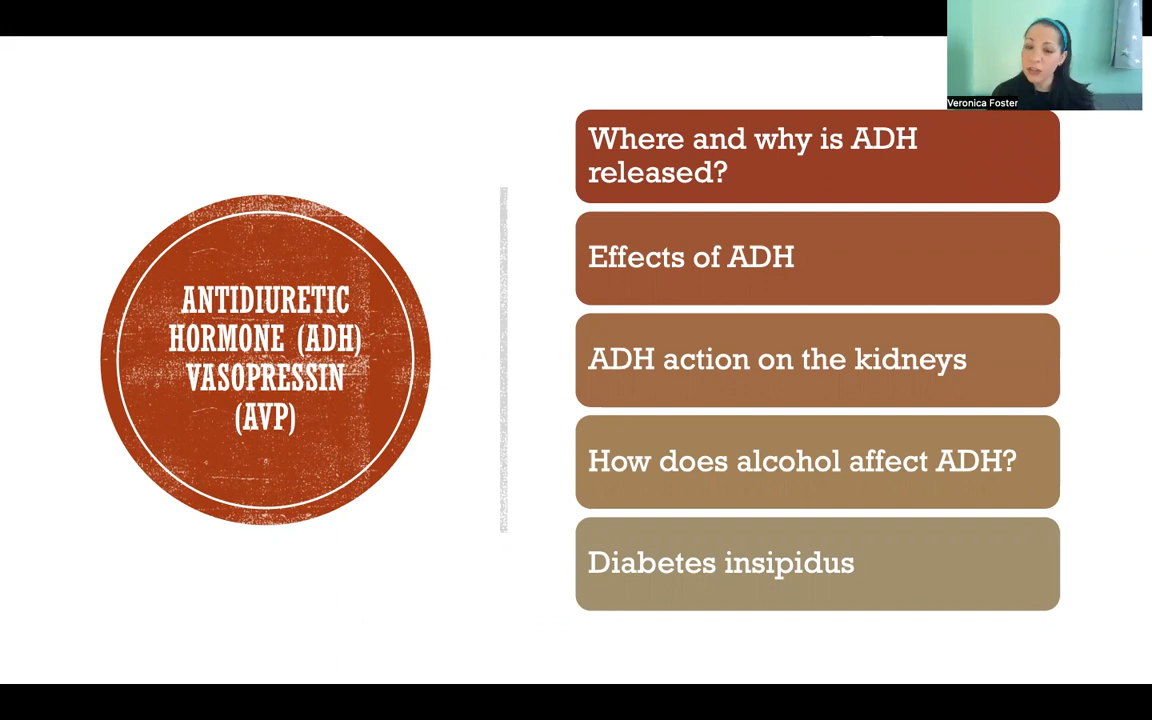 Veronica Foster
ANTIDIURETIC
HORMONE (ADH)
VASOPRESSIN
(AVP)
Where and why is ADH
released?
Effects of ADH
ADH action on the kidneys
How does alcohol affect ADH?
Diabetes insipidus